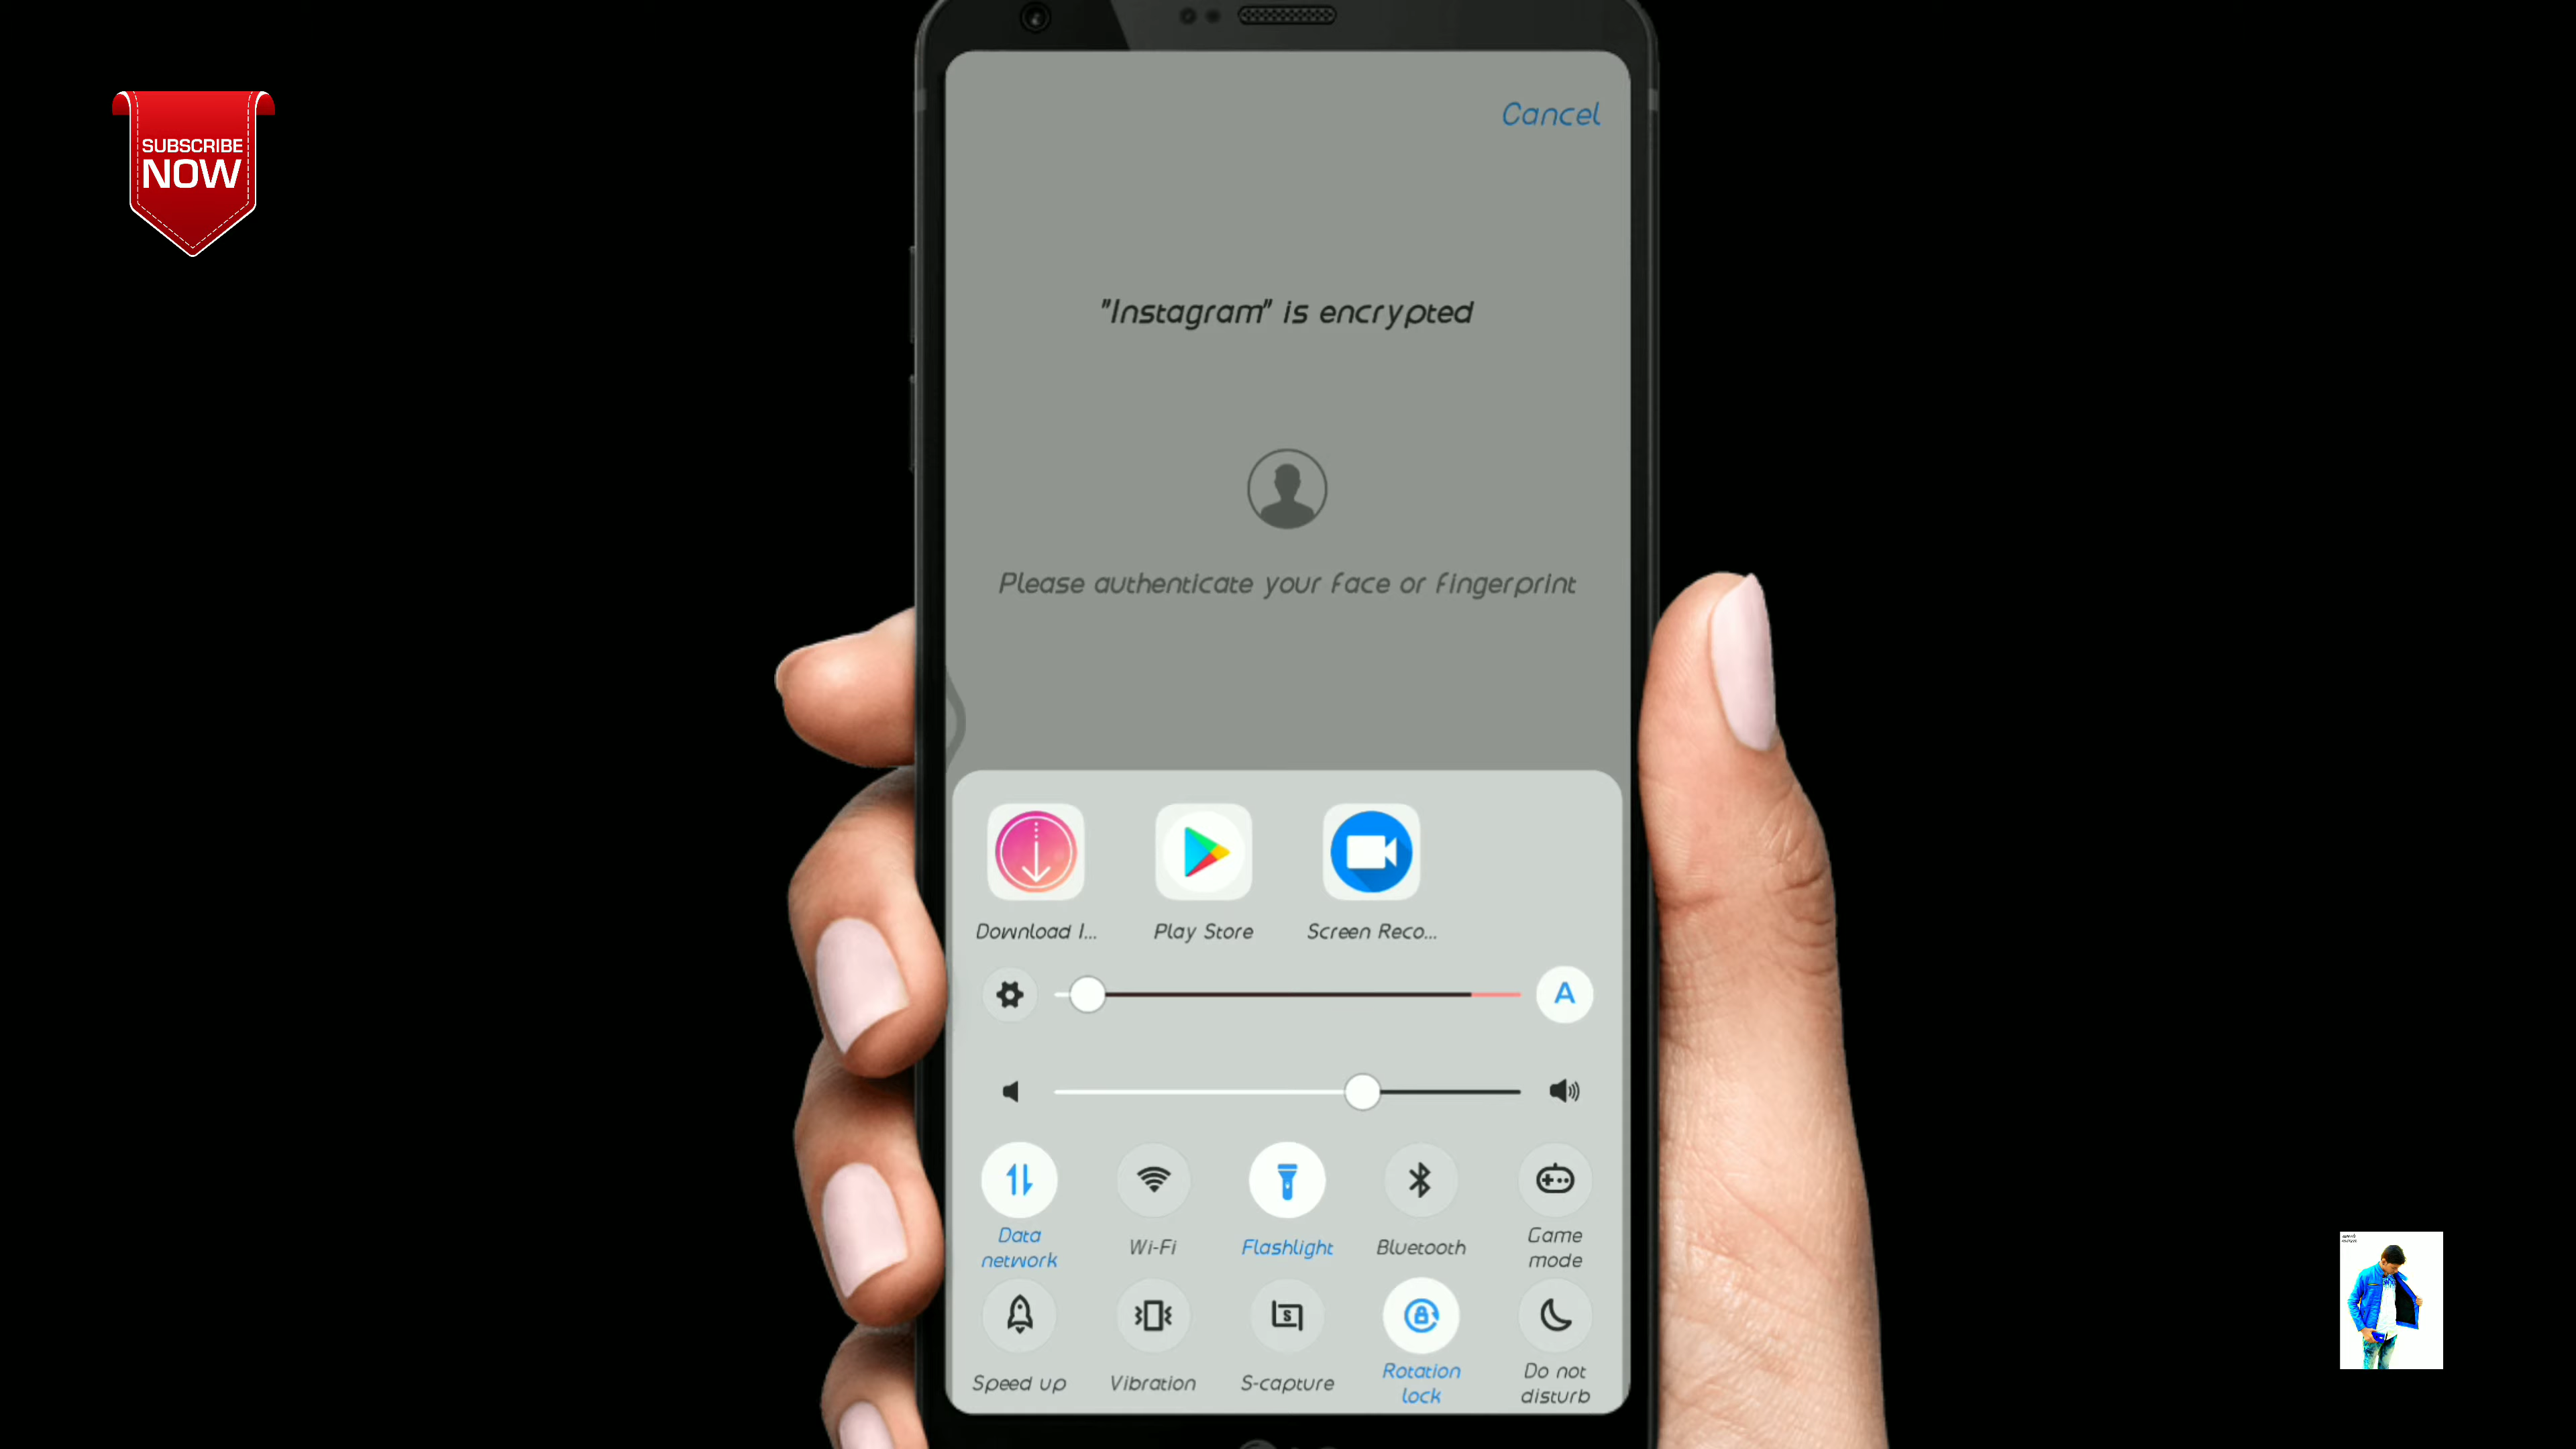 SUBSCRIBE
NOW
Cancel
"Instagram" is encrypted
Please authenticate your face or fingerprint
Download I...
Play Store
Screen Reco...
A
Data
network
Wi-Fi
Flashlight
Bluetooth
Game
mode
S
Speed up
Vibration
S-capture
Rotation
lock
Do not
disturb